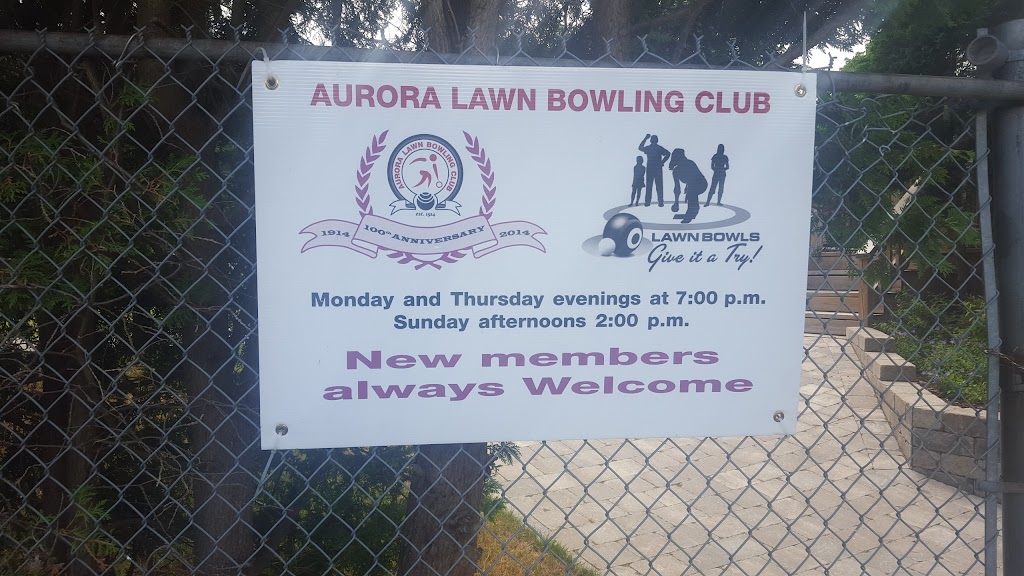 AURORA LAWN BOWLING CLUB
AURORA LAWN BOWLING CLUB
est. 1914
1914 100th ANNIVERSARY 2014
LAWN BOWLS
Give it a Try!
Monday and Thursday evenings at 7:00 p.m.
Sunday afternoons 2:00 p.m.
New members
always Welcome